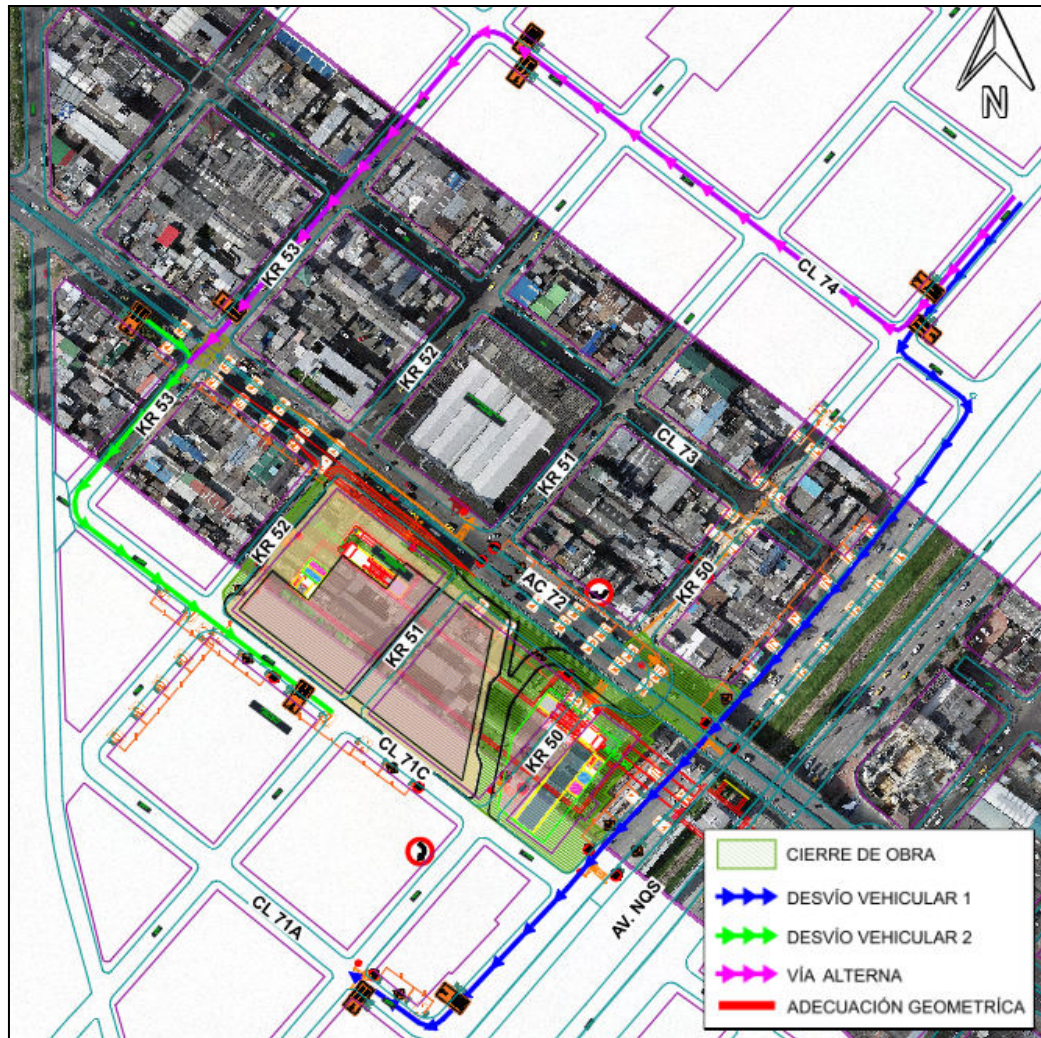 N
KR 53
CL 74
KR 52
KR 53
CL 73
KR 51
KR 52
AC 72
KR 50
KR 51
KR 50
CL 71C
AV. NQS
CL 71A
CIERRE DE OBRA
DESVÍO VEHICULAR 1
DESVÍO VEHICULAR 2
VÍA ALTERNA
ADECUACIÓN GEOMETRÍCA